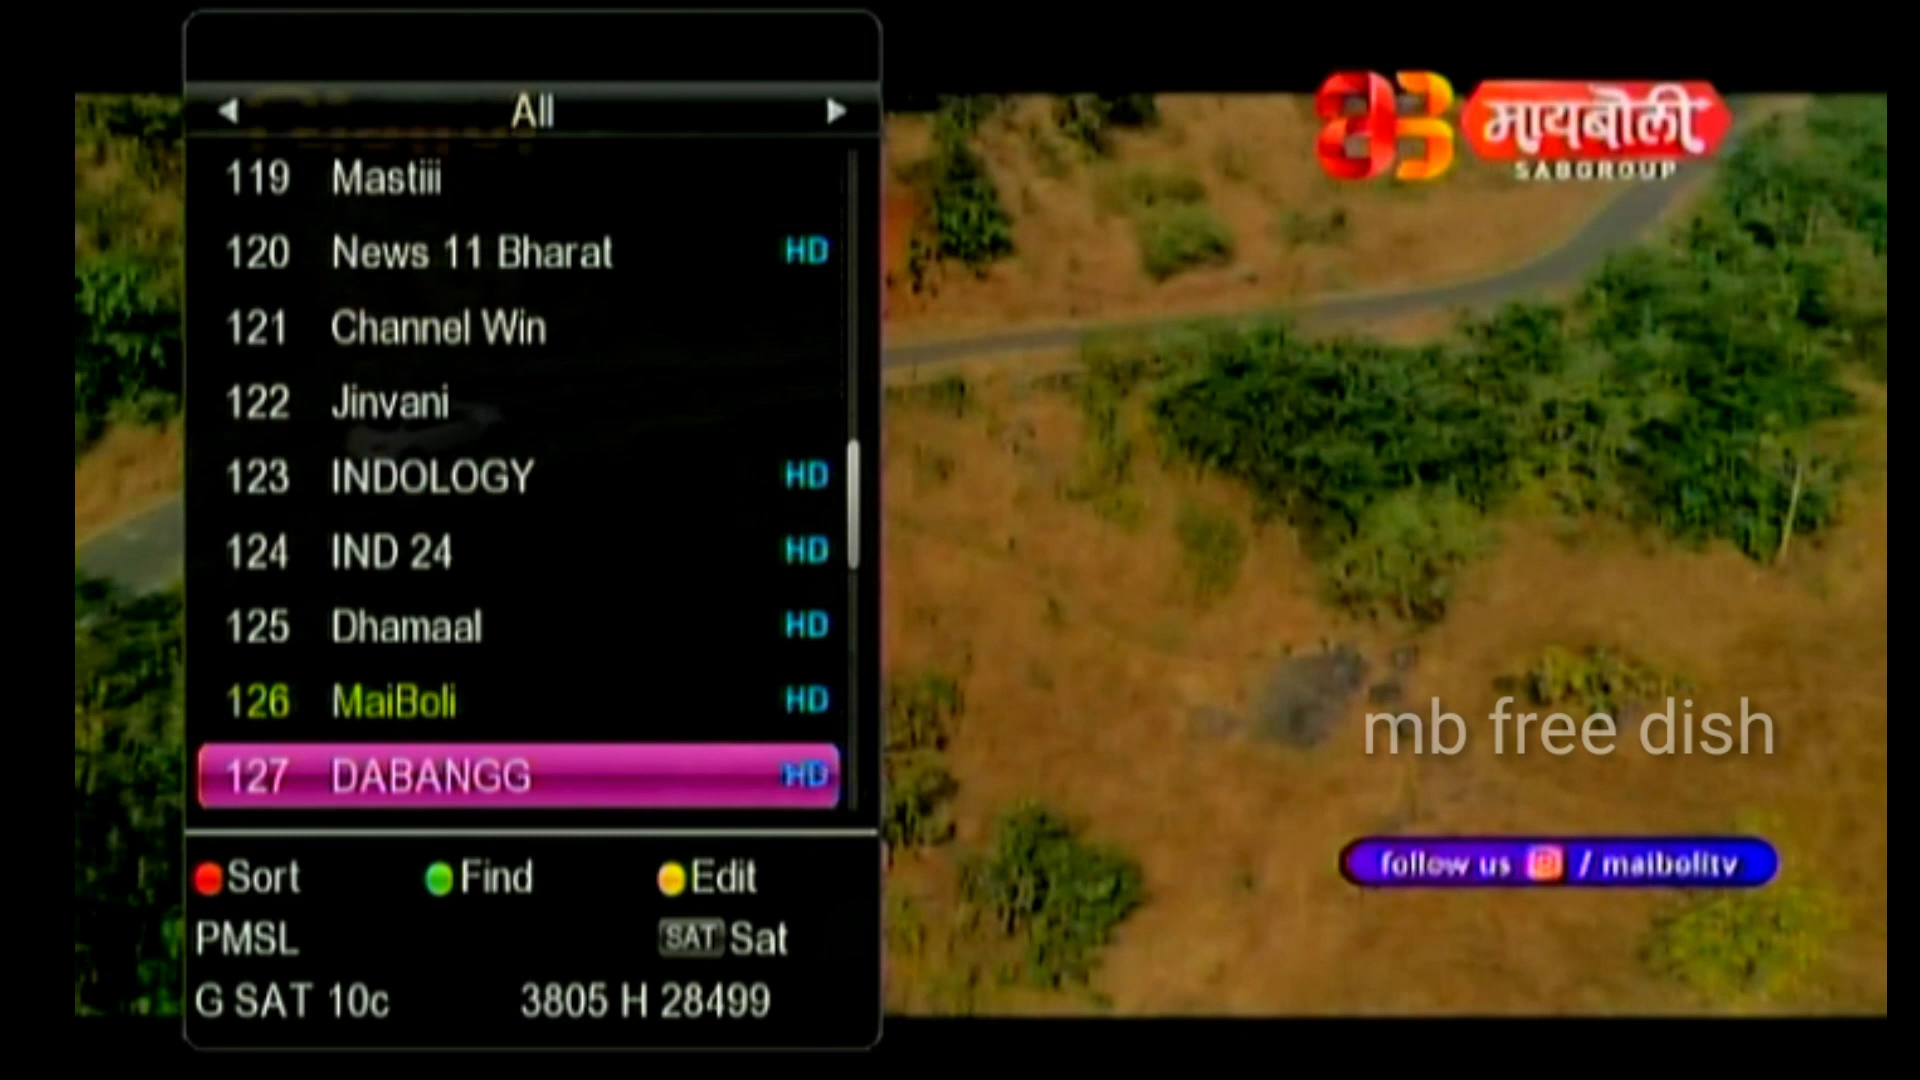 All
119 Mastiii
120 News 11 Bharat HD
121 Channel Win
122 Jinvani
123 INDOLOGY HD
124 IND 24 HD
125 Dhamaal HD
126 MaiBoli HD
127 DABANGG HD
Sort Find Edit
PMSL SAT Sat
G SAT 10c 3805 H 28499
मायबोली
SABGROUP
mb free dish
follow us / maibolitv